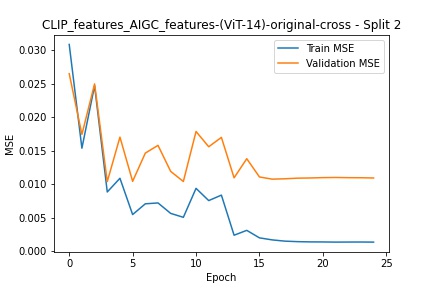 CLIP_features_AIGC_features-(ViT-14)-original-cross - Split 2
Train MSE
Validation MSE
0.030
0.025
0.020
0.015
0.010
0.005
0.000
MSE
0 5 10 15 20 25
Epoch